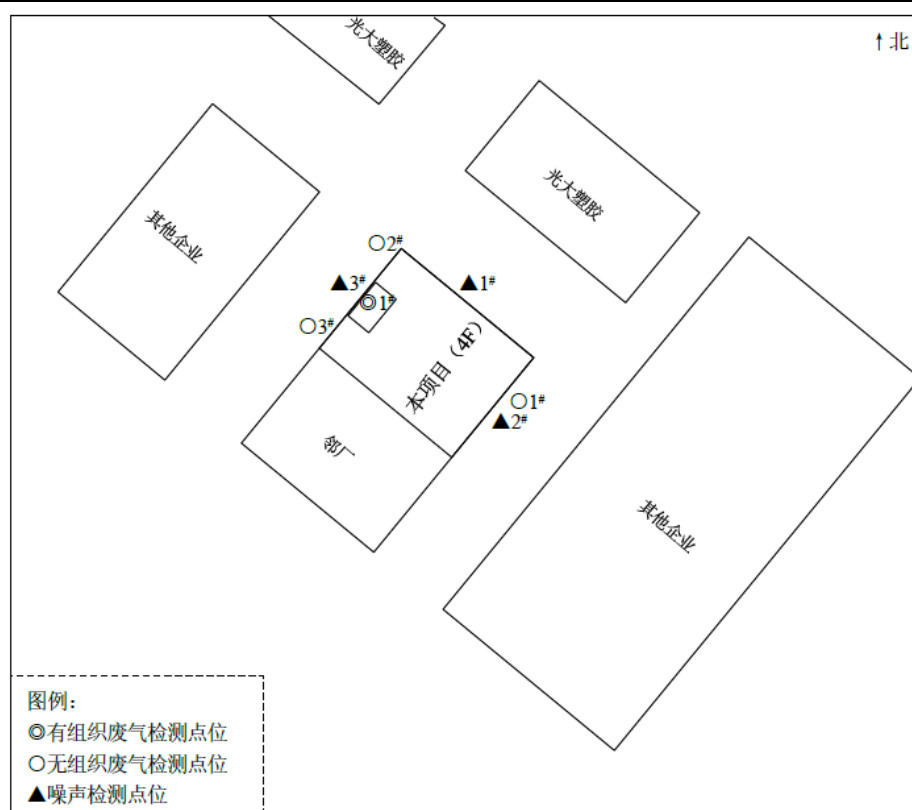 光大塑胶
↑北
光大塑胶
其他企业
○2#
▲3#
▲1#
◎1#
○3#
本项目（4F）
○1#
▲2#
邻厂
其他企业
图例：
◎有组织废气检测点位
○无组织废气检测点位
▲噪声检测点位